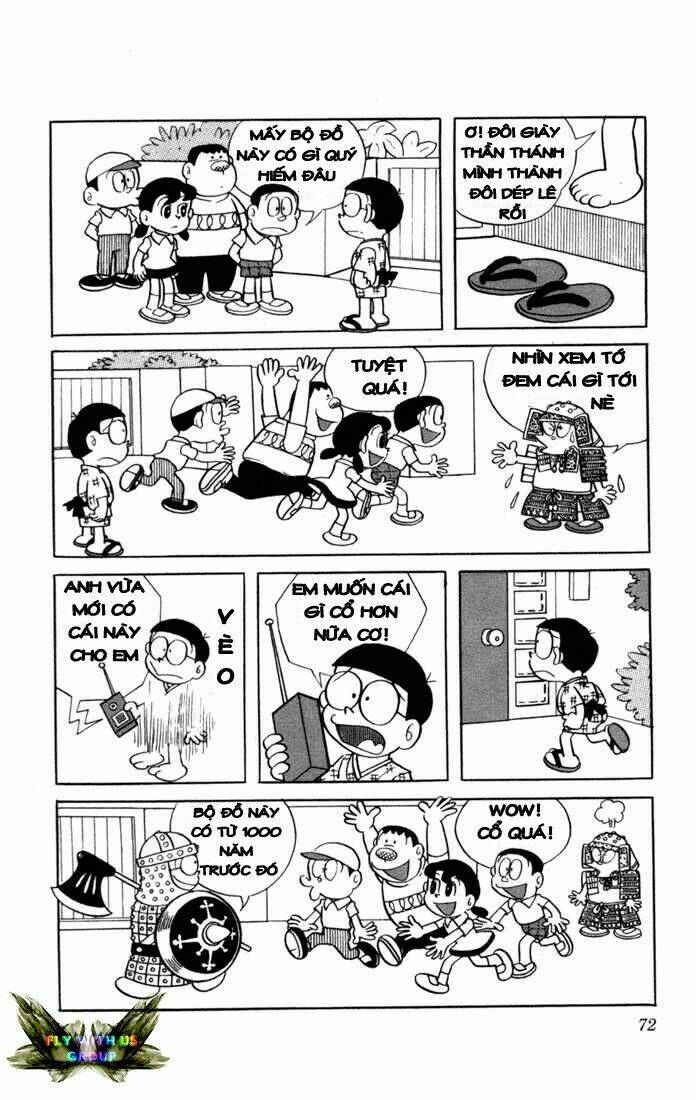 MẤY BỘ ĐỒ
NÀY CÓ GÌ QUÝ
HIẾM ĐÂU
Ơ! ĐÔI GIÀY
THẦN THÁNH
MÌNH THÀNH
ĐÔI DÉP LÊ
RỒI
TUYỆT
QUÁ!
NHÌN XEM TỚ
ĐEM CÁI GÌ TỚI
NÈ
ANH VỪA
MỚI CÓ
CÁI NÀY
CHO EM
VÈO
EM MUỐN CÁI
GÌ CỔ HƠN
NỮA CƠ!
BỘ ĐỒ NÀY
CÓ TỪ 1000
NĂM
TRƯỚC ĐÓ
WOW!
CỔ QUÁ!
FLY WITH US
GROUP
72